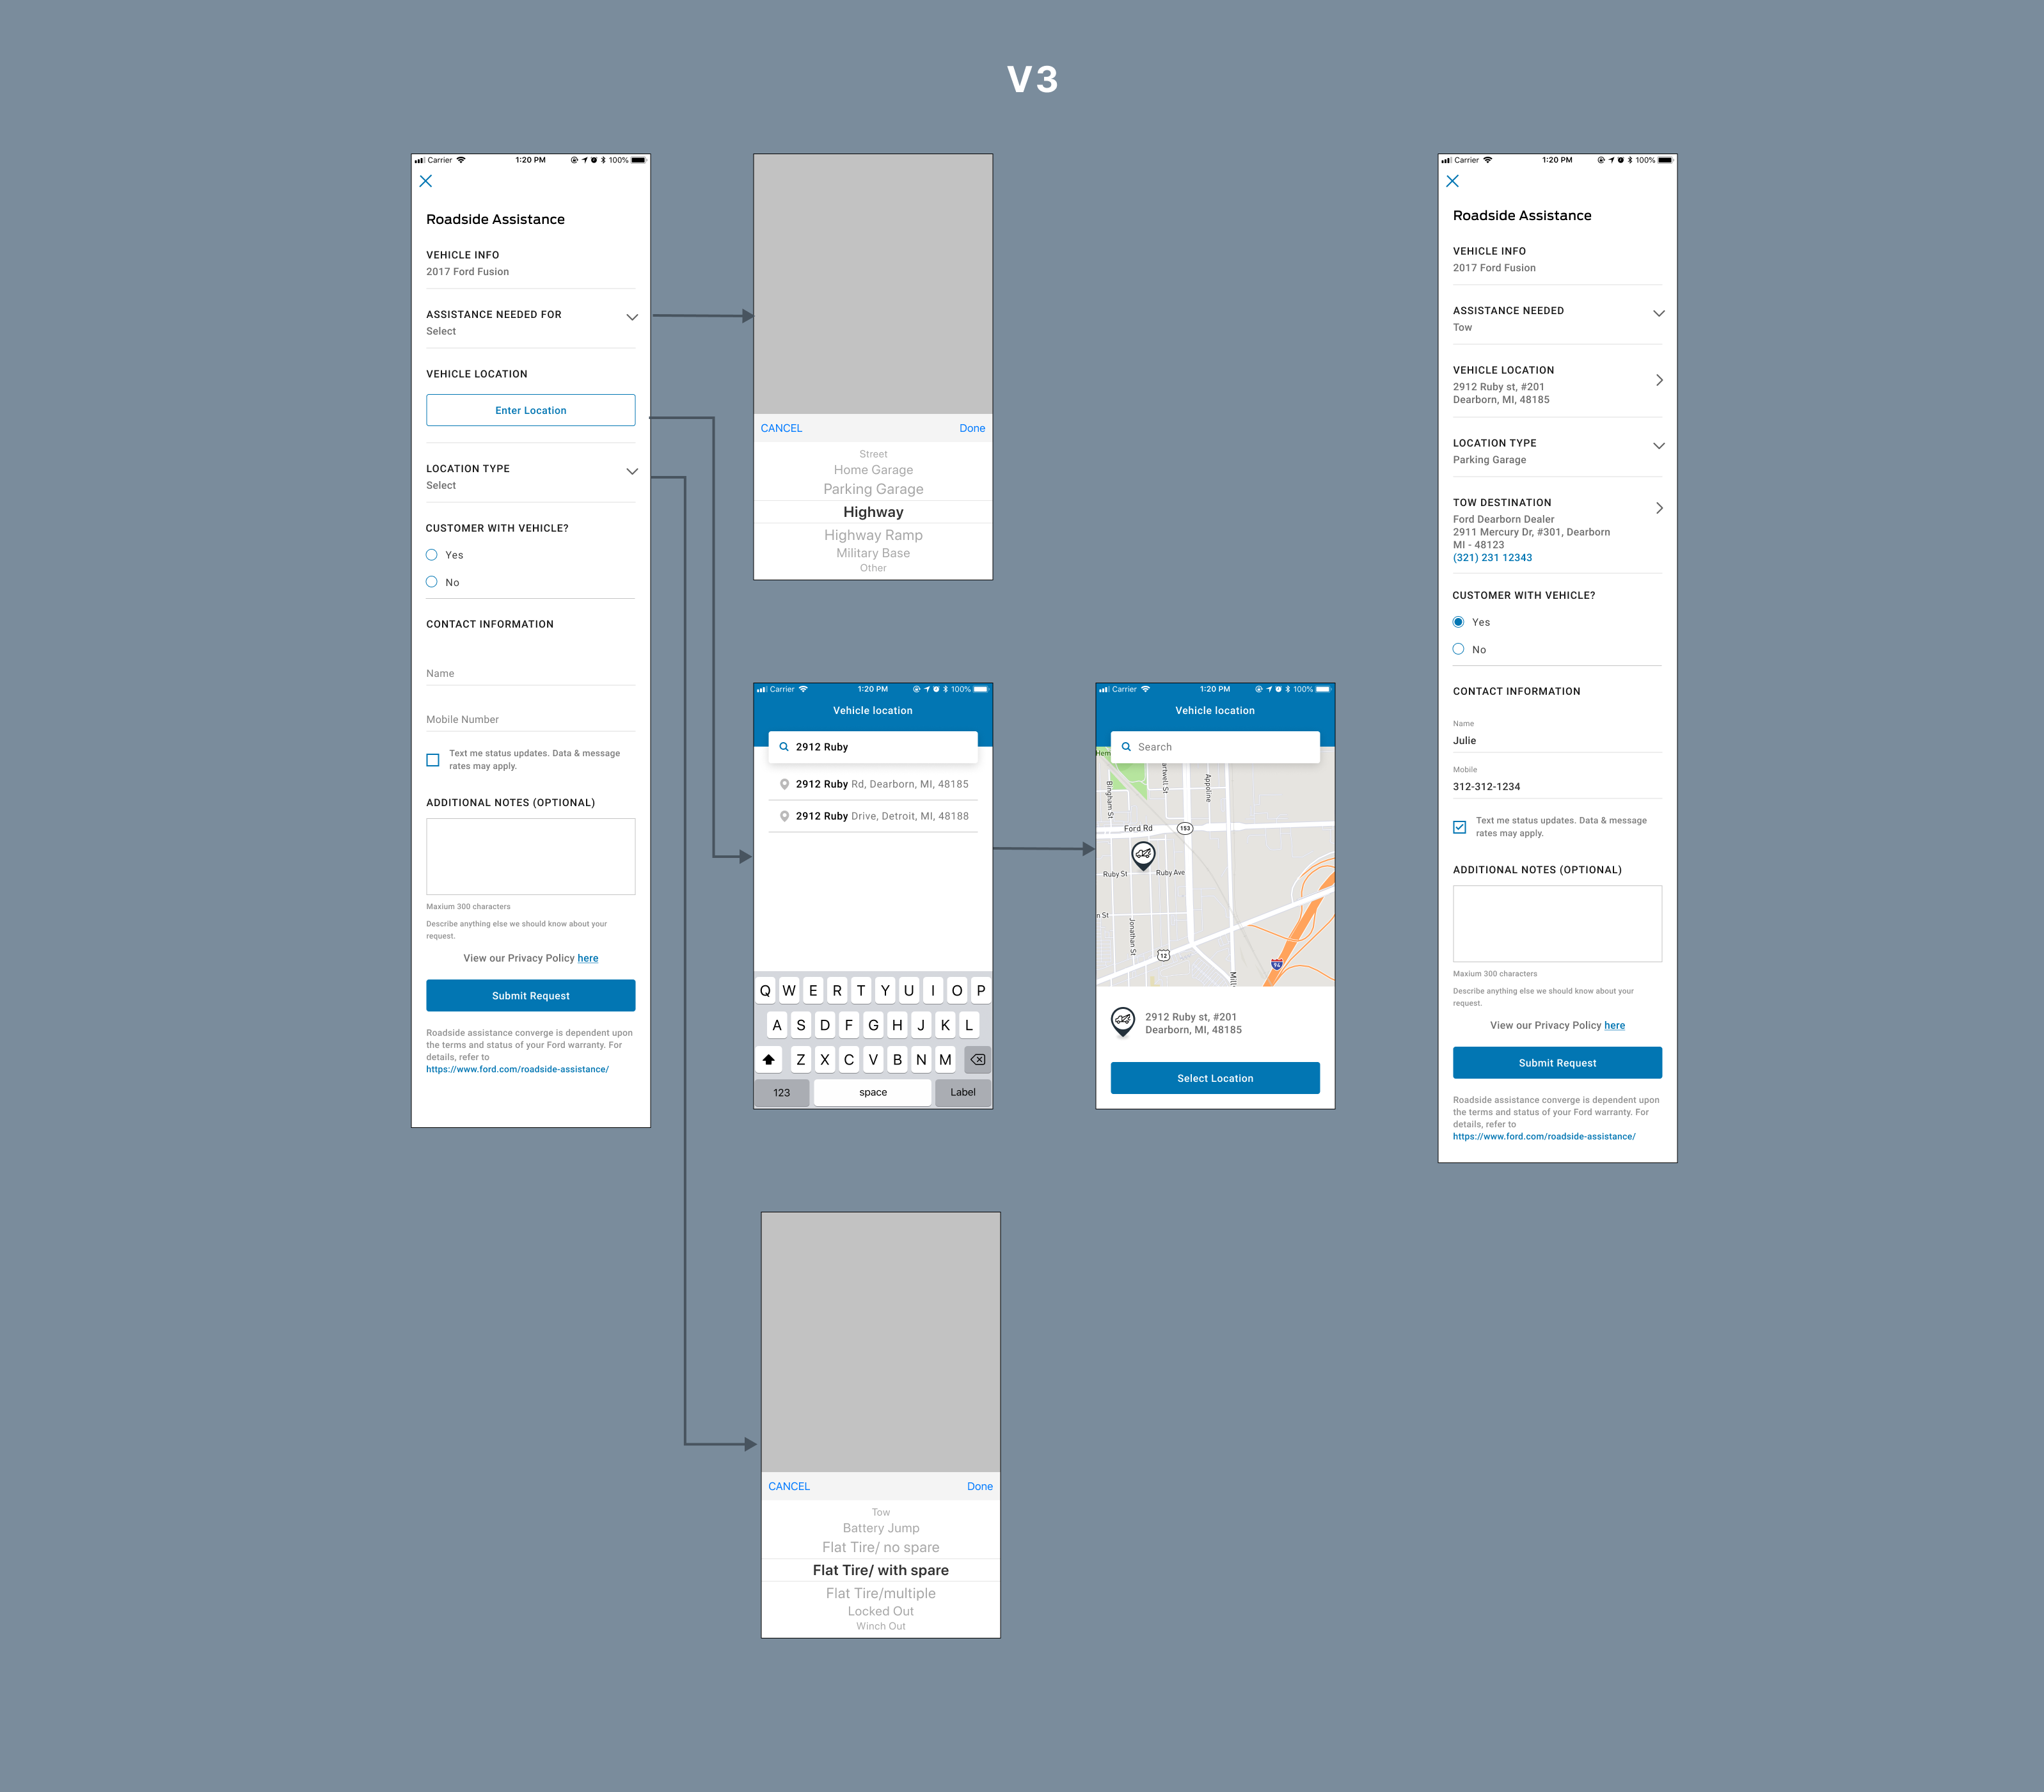 V3
Carrier 1:20 PM 100%
Roadside Assistance
VEHICLE INFO
2017 Ford Fusion
ASSISTANCE NEEDED FOR
Select
VEHICLE LOCATION
Enter Location
LOCATION TYPE
Select
CUSTOMER WITH VEHICLE?
Yes
No
CONTACT INFORMATION
Name
Mobile Number
Text me status updates. Data & message
rates may apply.
ADDITIONAL NOTES (OPTIONAL)
Maxium 300 characters
Describe anything else we should know about your
request.
View our Privacy Policy here
Submit Request
Roadside assistance converge is dependent upon
the terms and status of your Ford warranty. For
details, refer to
https://www.ford.com/roadside-assistance/
CANCEL Done
Street
Home Garage
Parking Garage
Highway
Highway Ramp
Military Base
Other
Carrier 1:20 PM 100%
Vehicle location
2912 Ruby
2912 Ruby Rd, Dearborn, MI, 48185
2912 Ruby Drive, Detroit, MI, 48188
Q W E R T Y U I O P
A S D F G H J K L
Z X C V B N M
123 space Label
CANCEL Done
Tow
Battery Jump
Flat Tire/ no spare
Flat Tire/ with spare
Flat Tire/multiple
Locked Out
Winch Out
Carrier 1:20 PM 100%
Vehicle location
Search
Hem
Bingham St
artwell St
Appoline
Ford Rd
153
Ruby St
Ruby Ave
n St
Jonathan St
12
Mill
94
2912 Ruby st, #201
Dearborn, MI, 48185
Select Location
Carrier 1:20 PM 100%
Roadside Assistance
VEHICLE INFO
2017 Ford Fusion
ASSISTANCE NEEDED
Tow
VEHICLE LOCATION
2912 Ruby st, #201
Dearborn, MI, 48185
LOCATION TYPE
Parking Garage
TOW DESTINATION
Ford Dearborn Dealer
2911 Mercury Dr, #301, Dearborn
MI - 48123
(321) 231 12343
CUSTOMER WITH VEHICLE?
Yes
No
CONTACT INFORMATION
Name
Julie
Mobile
312-312-1234
Text me status updates. Data & message
rates may apply.
ADDITIONAL NOTES (OPTIONAL)
Maxium 300 characters
Describe anything else we should know about your
request.
View our Privacy Policy here
Submit Request
Roadside assistance converge is dependent upon
the terms and status of your Ford warranty. For
details, refer to
https://www.ford.com/roadside-assistance/